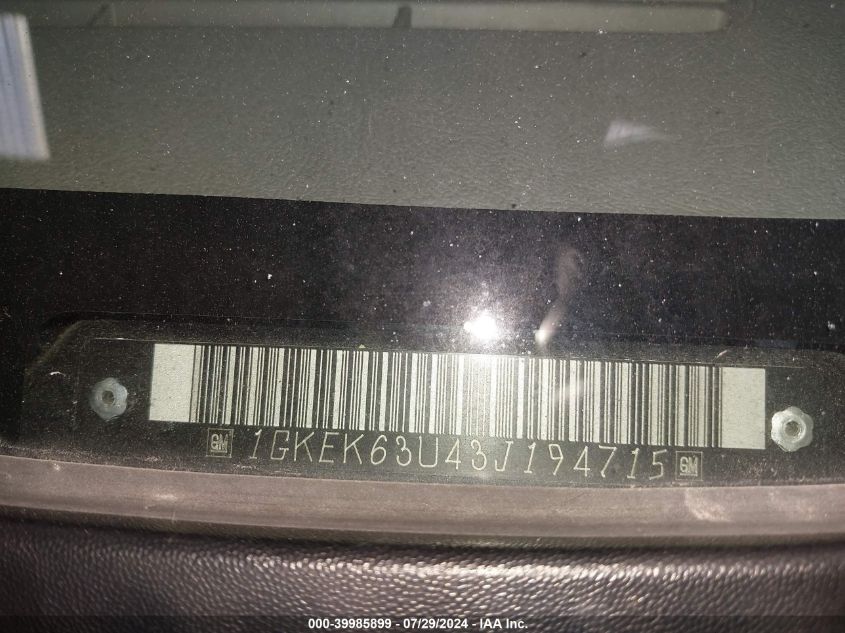 GM 1GKEK63U43J194715 GM
000-39985899 / 07/29/2024 - IAA Inc.